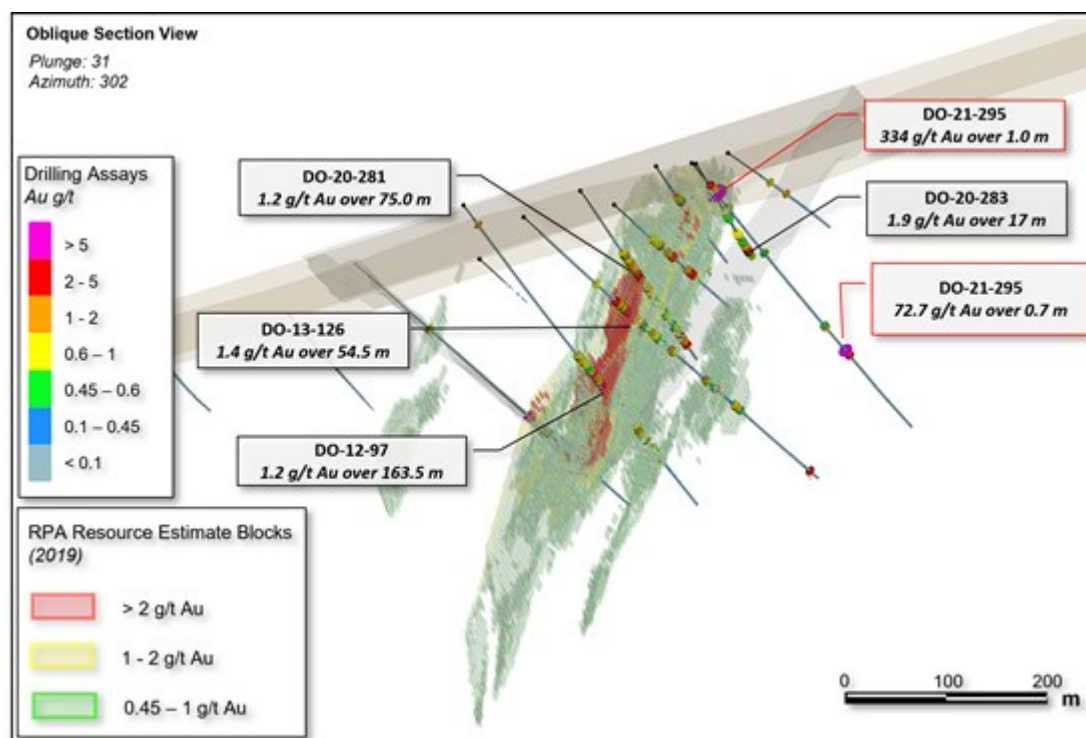 Oblique Section View
Plunge: 31
Azimuth: 302
DO-21-295
334 g/t Au over 1.0 m
DO-20-281
1.2 g/t Au over 75.0 m
Drilling Assays
Au g/t
> 5
2 - 5
1 - 2
0.6 – 1
0.45 – 0.6
0.1 – 0.45
< 0.1
DO-20-283
1.9 g/t Au over 17 m
DO-21-295
72.7 g/t Au over 0.7 m
DO-13-126
1.4 g/t Au over 54.5 m
DO-12-97
1.2 g/t Au over 163.5 m
RPA Resource Estimate Blocks
(2019)
> 2 g/t Au
1 - 2 g/t Au
0.45 – 1 g/t Au
0 100 200
m